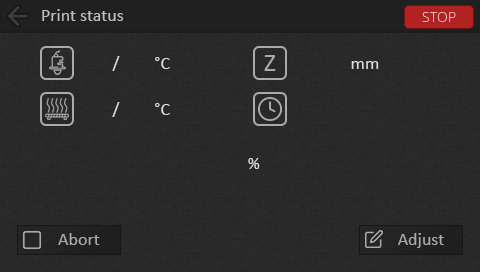 Print status
STOP
/ °C
Z mm
/ °C
%
Abort
Adjust